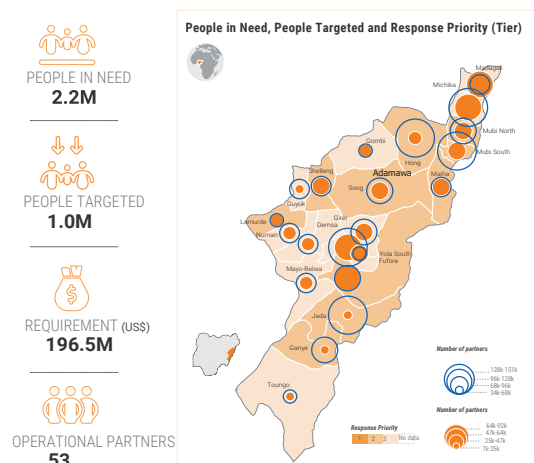 People in Need, People Targeted and Response Priority (Tier)
PEOPLE IN NEED
2.2M
PEOPLE TARGETED
1.0M
REQUIREMENT (US$)
196.5M
OPERATIONAL PARTNERS
53
Madagali
Michika
Mubi North
Mubi South
Gombi
Hong
Adamawa
Maiha
Shelleng
Song
Guyuk
Lamurde
Girei
Demsa
Numan
Yola South
Fufore
Mayo-Belwa
Jada
Ganye
Toungo
Number of partners
128k-151k
96k-128k
68k-96k
34k-68k
Number of partners
64k-92k
47k-64k
25k-47k
7k-25k
Response Priority
1 2 3 No data